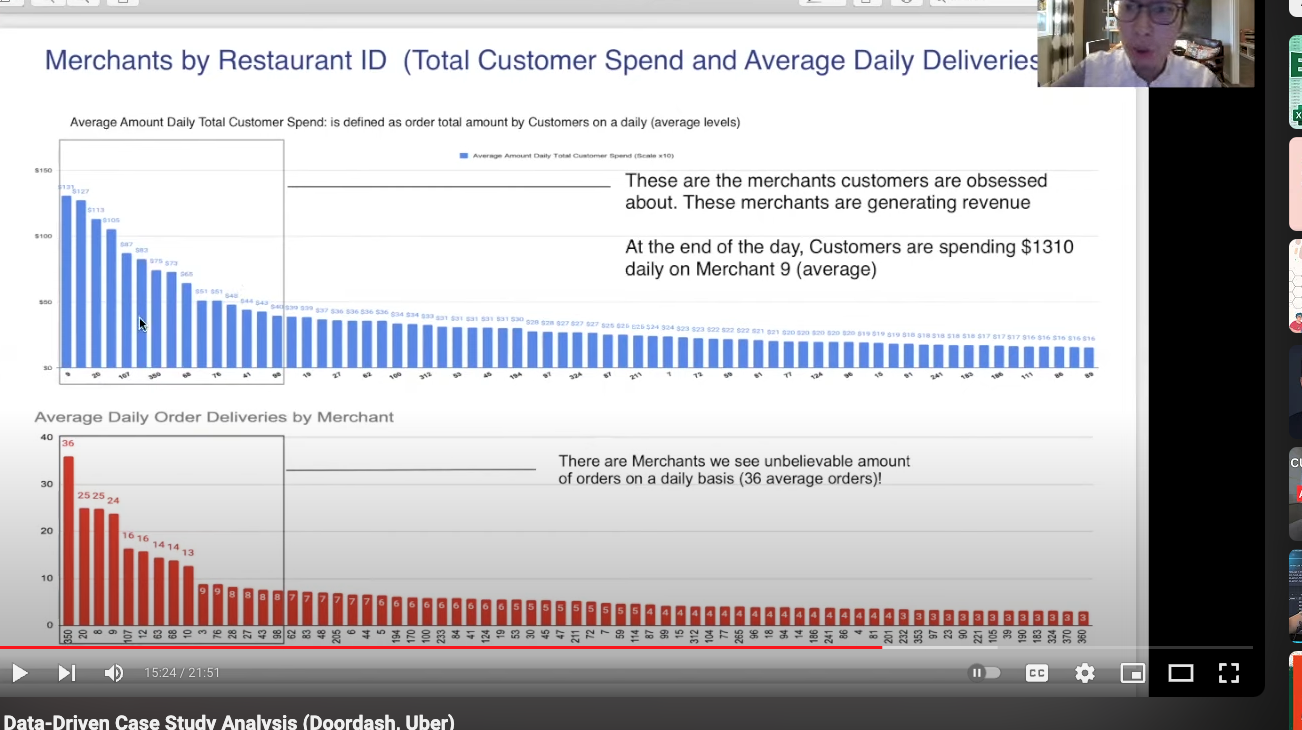 Merchants by Restaurant ID (Total Customer Spend and Average Daily Deliveries
Average Amount Daily Total Customer Spend: is defined as order total amount by Customers on a daily (average levels)
Average Amount Daily Total Customer Spend (Scale x10)
These are the merchants customers are obsessed
about. These merchants are generating revenue
At the end of the day, Customers are spending $1310
daily on Merchant 9 (average)
$150
$100
$50
$0
$131 $127 $113 $105 $87 $83 $75 $73 $65 $51 $51 $48 $44 $43 $40 $39 $39 $37 $36 $36 $36 $36 $34 $34 $33 $31 $31 $31 $31 $31 $30 $28 $28 $27 $27 $27 $25 $25 $25 $24 $24 $23 $23 $22 $22 $22 $21 $21 $20 $20 $20 $20 $20 $19 $19 $19 $18 $18 $18 $18 $18 $17 $17 $17 $16 $16 $16 $16 $16
9 20 107 350 68 76 41 98 19 27 62 100 312 53 45 194 97 324 87 211 7 72 59 81 77 124 96 15 91 241 183 186 111 86 89
Average Daily Order Deliveries by Merchant
40
30
20
10
0
There are Merchants we see unbelievable amount
of orders on a daily basis (36 average orders)!
36 25 25 24 16 16 14 14 13 9 9 8 8 8 8 7 7 7 7 7 7 6 6 6 6 6 6 6 6 6 5 5 5 5 5 5 5 5 5 4 4 4 4 4 4 4 4 4 4 4 4 4 4 4 4 4 3 3 3 3 3 3 3 3 3 3 3 3 3
350 20 8 9 107 12 63 68 10 3 76 28 27 43 98 62 83 48 205 6 44 5 194 170 100 233 84 41 124 19 53 30 45 47 211 72 7 59 114 87 99 15 312 104 77 265 96 18 94 14 186 241 86 4 81 201 232 353 97 23 90 221 105 39 190 183 324 370 360
15:24 / 21:51
CC
Data-Driven Case Study Analysis (Doordash, Uber)